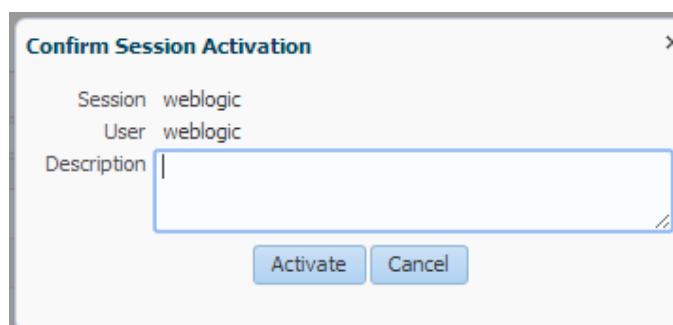 Confirm Session Activation
Session weblogic
User weblogic
Description
Activate Cancel